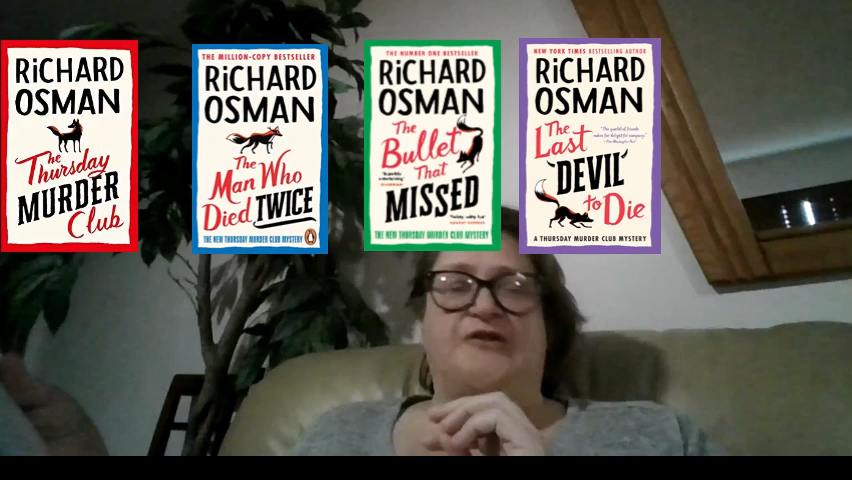 RiCHARD
OSMAN
The
Thursday
MURDER
Club
THE MILLION-COPY BESTSELLER
RiCHARD
OSMAN
The
Man Who
Died TWICE
THE NEW THURSDAY MURDER CLUB MYSTERY
THE NUMBER ONE BESTSELLER
RiCHARD
OSMAN
The
Bullet
That
MISSED
THE NEW THURSDAY MURDER CLUB MYSTERY
NEW YORK TIMES BESTSELLING AUTHOR
RiCHARD
OSMAN
The
Last
'DEVIL'
to Die
A THURSDAY MURDER CLUB MYSTERY